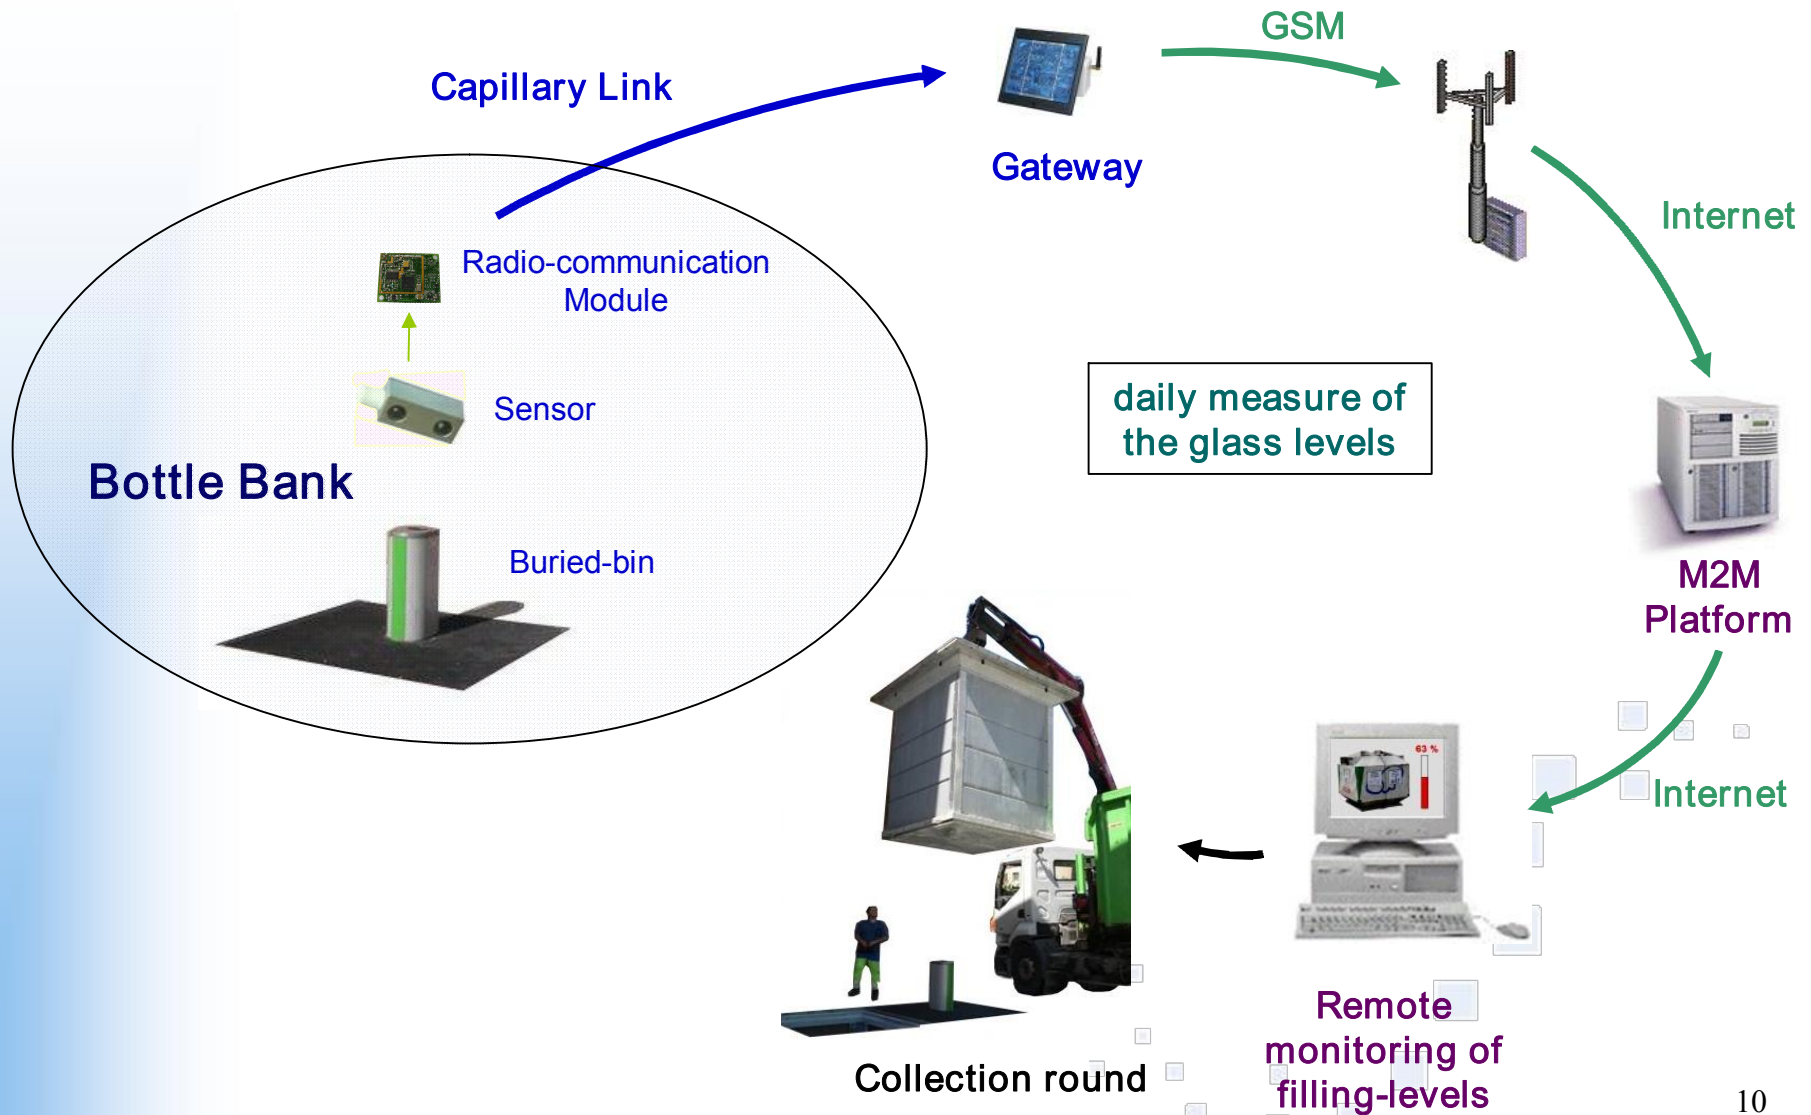 GSM
Capillary Link
Gateway
Internet
Radio-communication
Module
Sensor
daily measure of
the glass levels
Bottle Bank
Buried-bin
M2M
Platform
63 %
Internet
Remote
monitoring of
filling-levels
Collection round
10